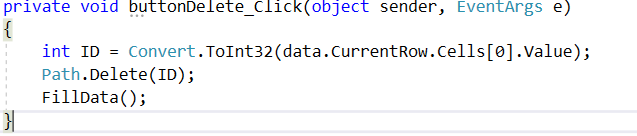 private void buttonDelete_Click(object sender, EventArgs e)
{
int ID = Convert.ToInt32(data.CurrentRow.Cells[0].Value);
Path.Delete(ID);
FillData();
}